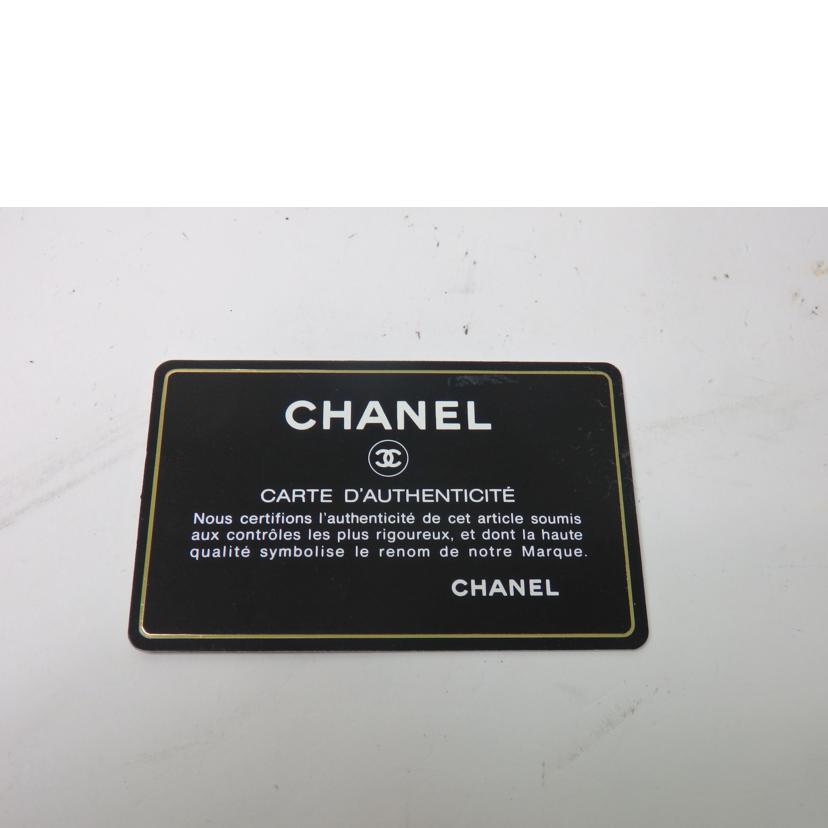 CHANEL
CARTE D'AUTHENTICITÉ
Nous certifions l'authenticité de cet article soumis
aux contrôles les plus rigoureux, et dont la haute
qualité symbolise le renom de notre Marque.
CHANEL